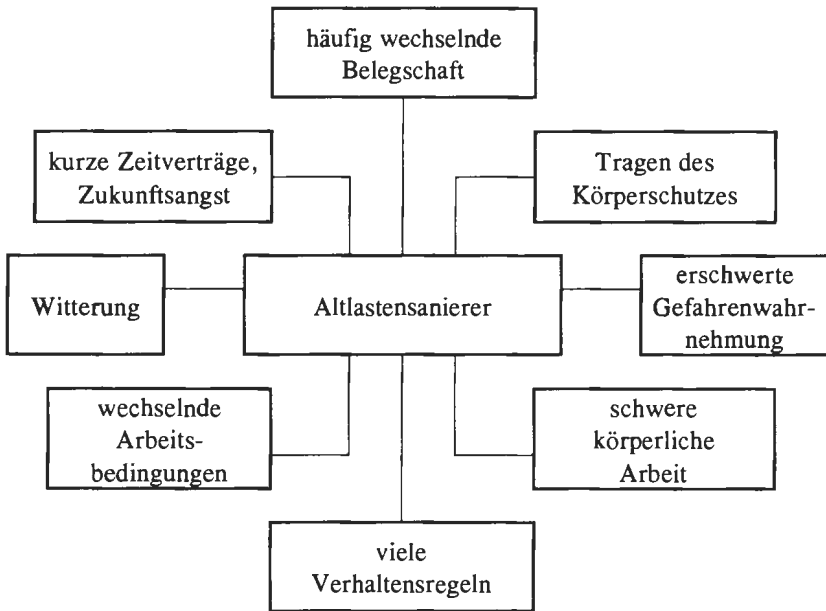 häufig wechselnde
Belegschaft
kurze Zeitverträge,
Zukunftsangst
Tragen des
Körperschutzes
Witterung
Altlastensanierer
erschwerte
Gefahrenwahr-
nehmung
wechselnde
Arbeits-
bedingungen
schwere
körperliche
Arbeit
viele
Verhaltensregeln